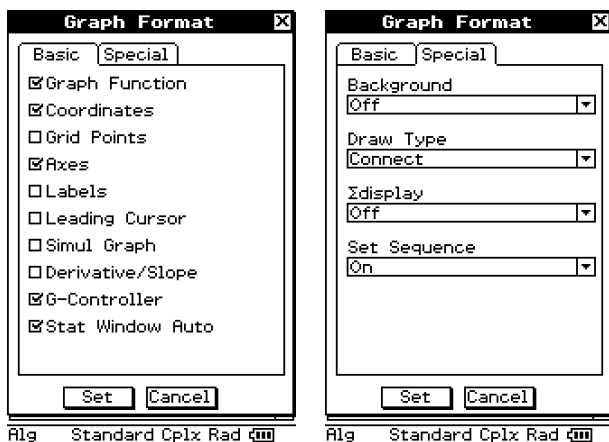 Graph Format
Basic Special
Graph Function
Coordinates
Grid Points
Axes
Labels
Leading Cursor
Simul Graph
Derivative/Slope
G-Controller
Stat Window Auto
Set Cancel
Alg Standard Cplx Rad
Graph Format
Basic Special
Background
Off
Draw Type
Connect
Σdisplay
Off
Set Sequence
On
Set Cancel
Alg Standard Cplx Rad